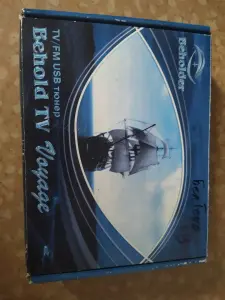 Beholder
TV/FM USB тюнер
Behold TV Voyage